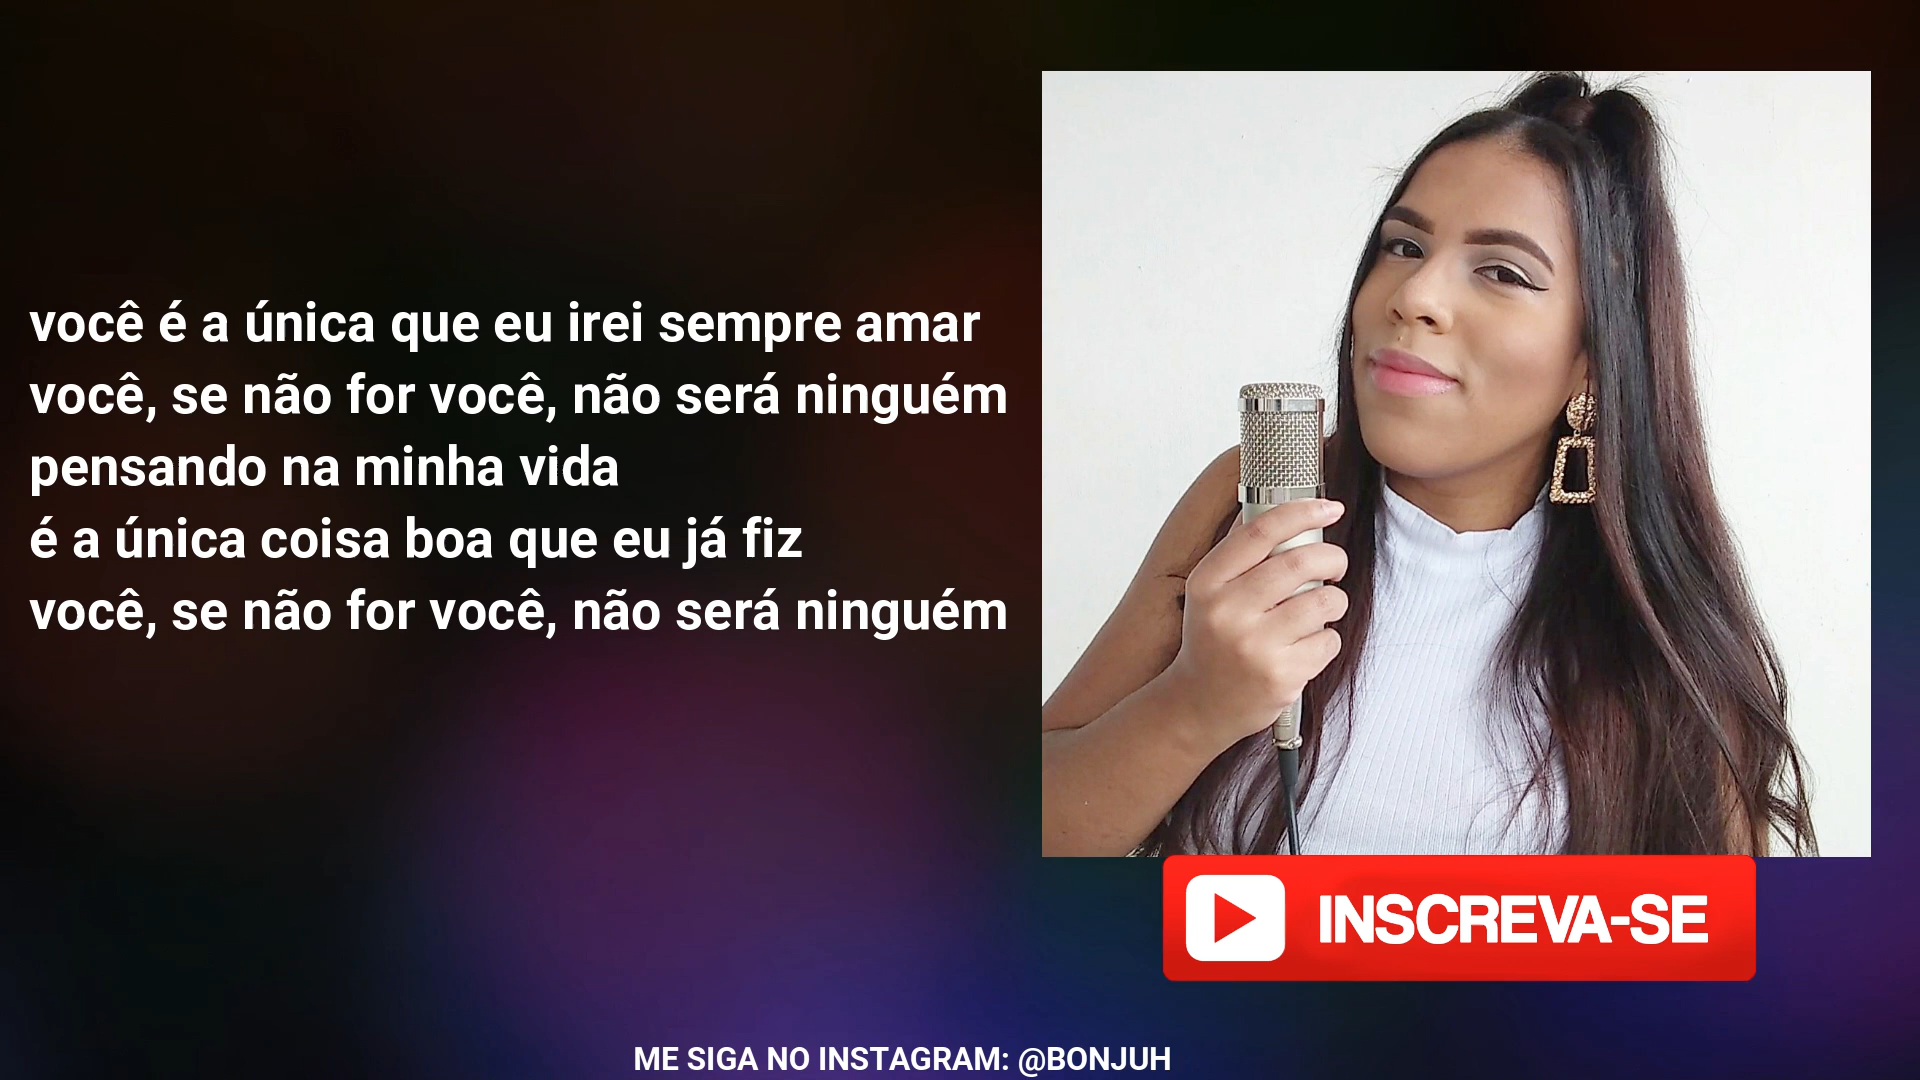 você é a única que eu irei sempre amar
você, se não for você, não será ninguém
pensando na minha vida
é a única coisa boa que eu já fiz
você, se não for você, não será ninguém
INSCREVA-SE
ME SIGA NO INSTAGRAM: @BONJUH